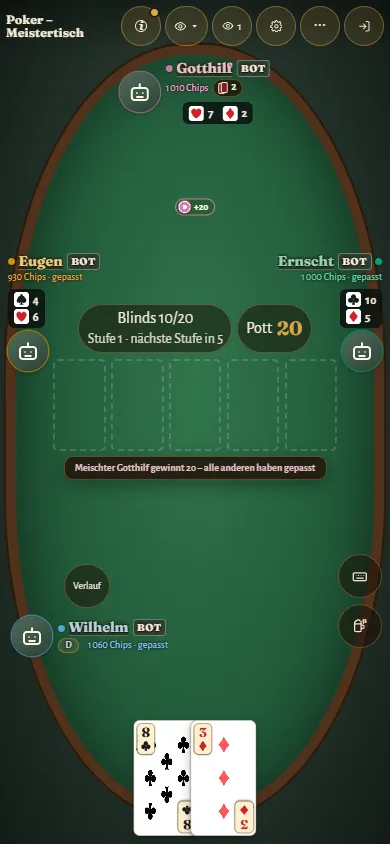 Poker –
Meistertisch
1
Gotthilf BOT
1010 Chips 2
7 2
+20
Eugen BOT
930 Chips · gepasst
4
6
Ernscht BOT
1000 Chips · gepasst
10
5
Blinds 10/20
Stufe 1 · nächste Stufe in 5
Pott 20
Meischter Gotthilf gewinnt 20 – alle anderen haben gepasst
Verlauf
Wilhelm BOT
D 1060 Chips · gepasst
8 3
8 3